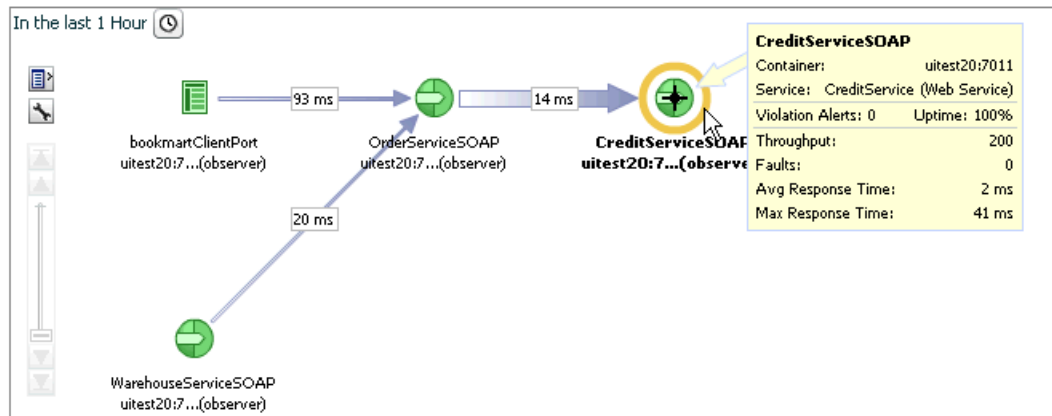 In the last 1 Hour
CreditServiceSOAP
Container: uitest20:7011
Service: CreditService (Web Service)
Violation Alerts: 0 Uptime: 100%
Throughput: 200
Faults: 0
Avg Response Time: 2 ms
Max Response Time: 41 ms
93 ms
14 ms
bookmartClientPort
uitest20:7...(observer)
OrderServiceSOAP
uitest20:7...(observer)
CreditServiceSOAP
uitest20:7...(observe
20 ms
WarehouseServiceSOAP
uitest20:7...(observer)